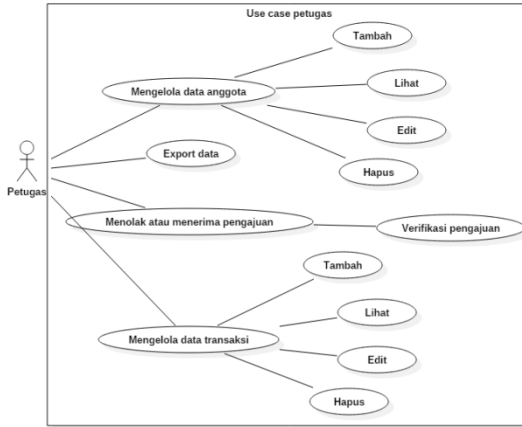 Use case petugas
Tambah
Mengelola data anggota
Lihat
Edit
Export data
Hapus
Petugas
Menolak atau menerima pengajuan
Verifikasi pengajuan
Tambah
Lihat
Mengelola data transaksi
Edit
Hapus